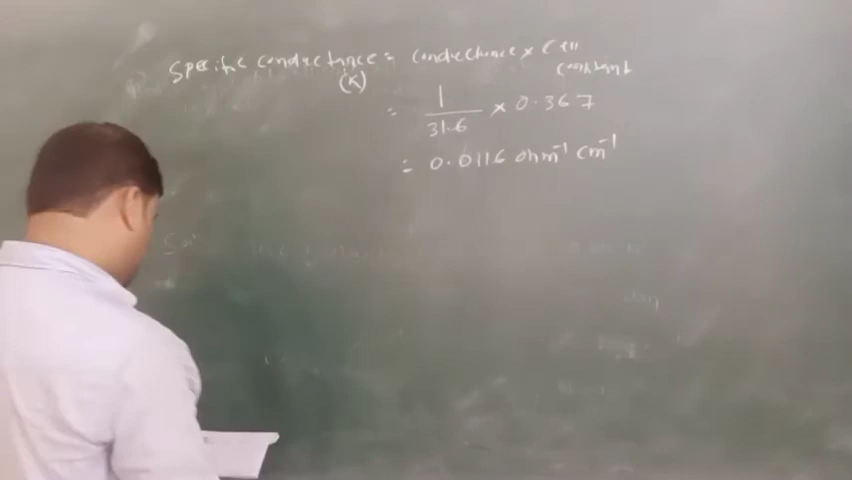 Specific conductance = conductance × Cell
constant
(K)
= 1/31.6 × 0.367
= 0.0116 ohm⁻¹ cm⁻¹